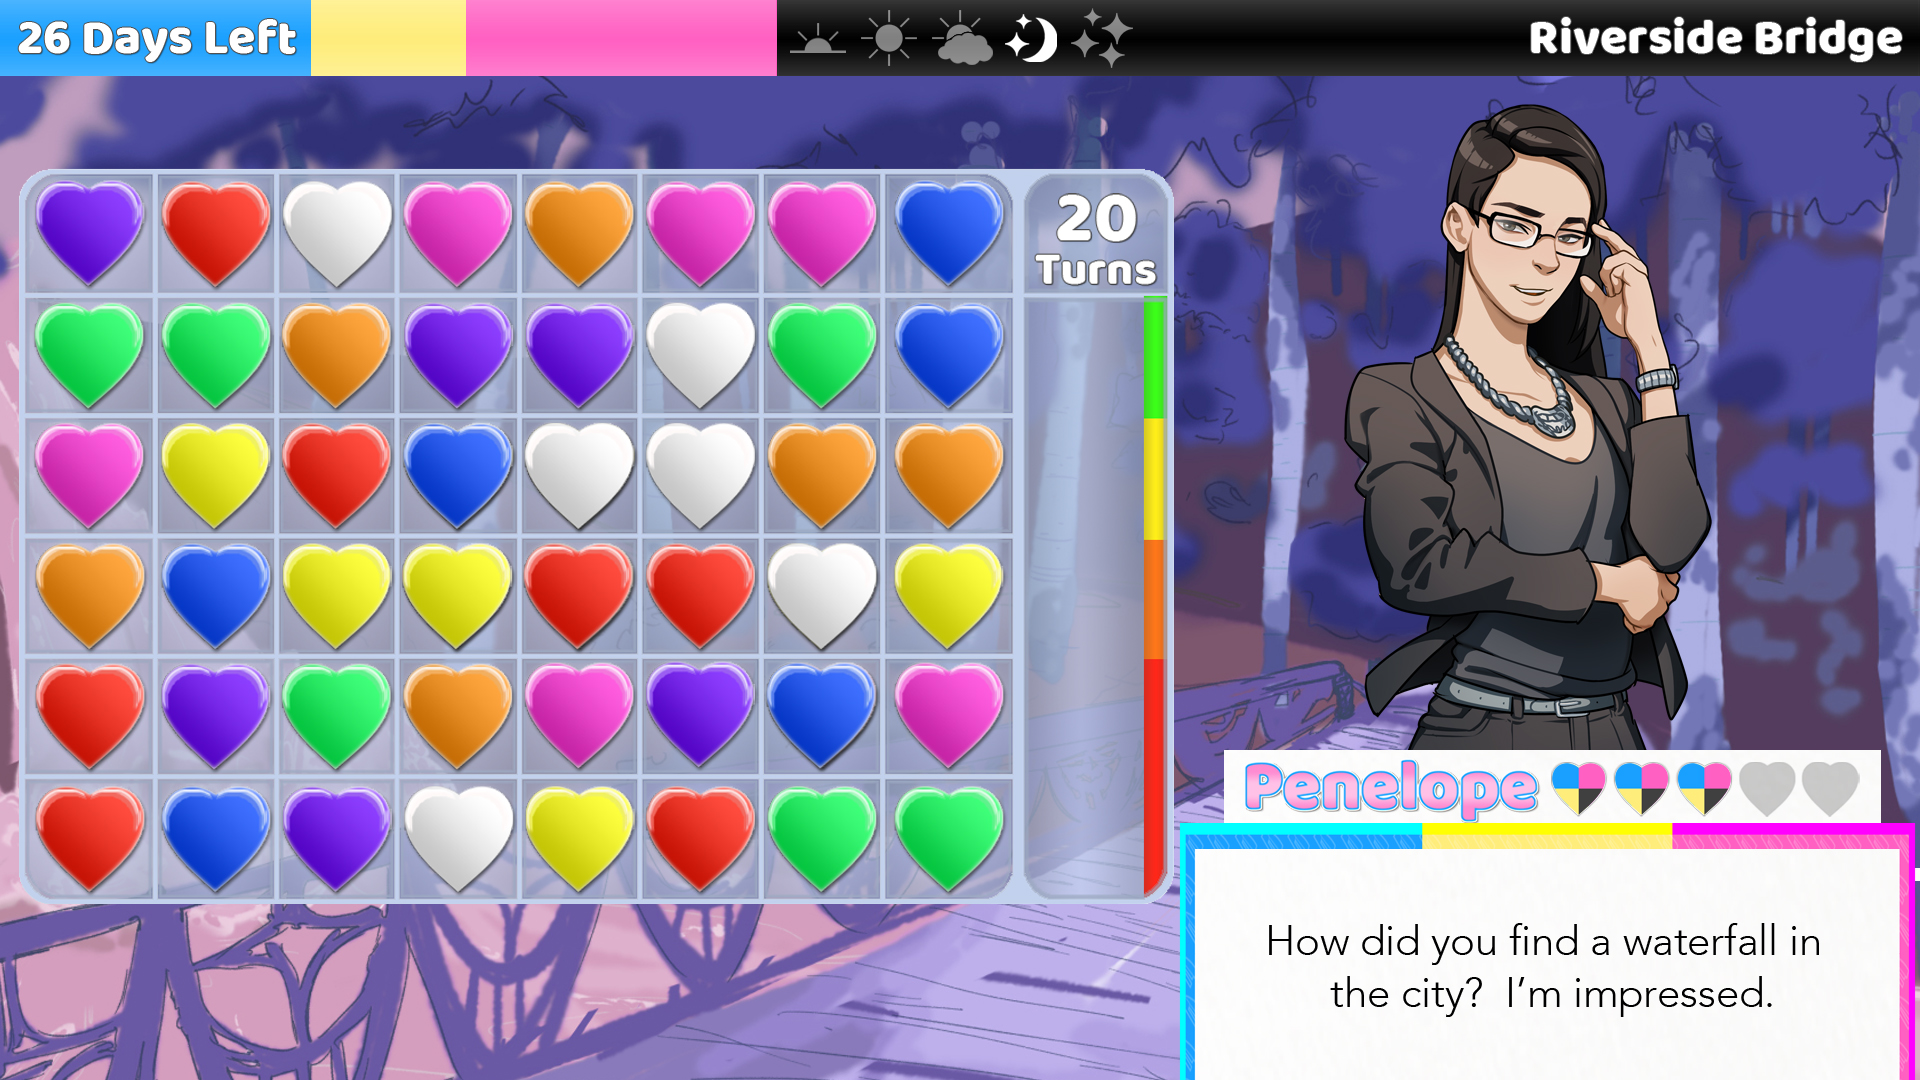 26 Days Left
Riverside Bridge
20
Turns
Penelope
How did you find a waterfall in
the city?  I'm impressed.